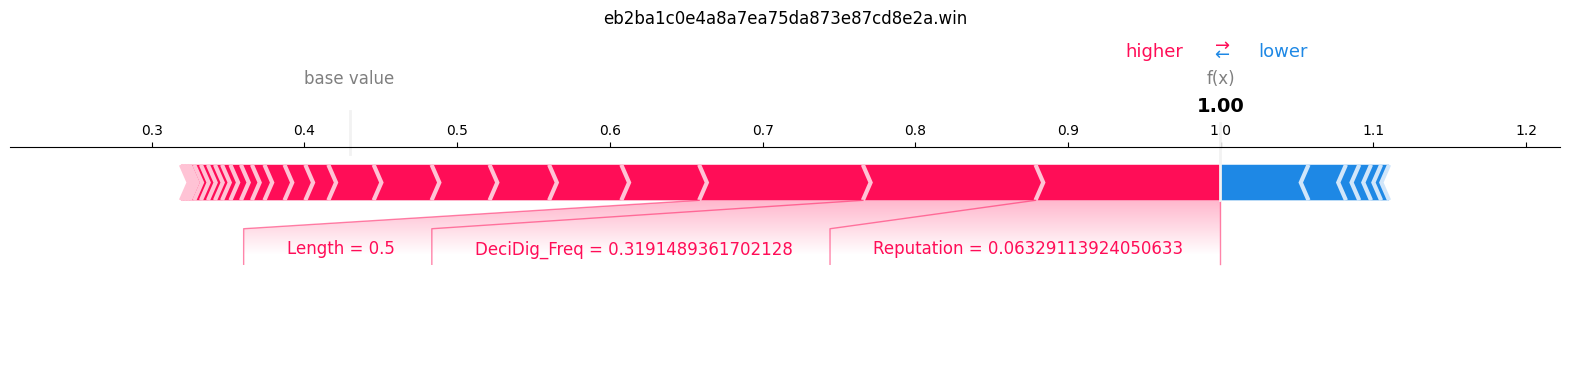 eb2ba1c0e4a8a7ea75da873e87cd8e2a.win
higher → ← lower
base value f(x)
1.00
0.3 0.4 0.5 0.6 0.7 0.8 0.9 1.0 1.1 1.2
Length = 0.5 DeciDig_Freq = 0.3191489361702128 Reputation = 0.06329113924050633